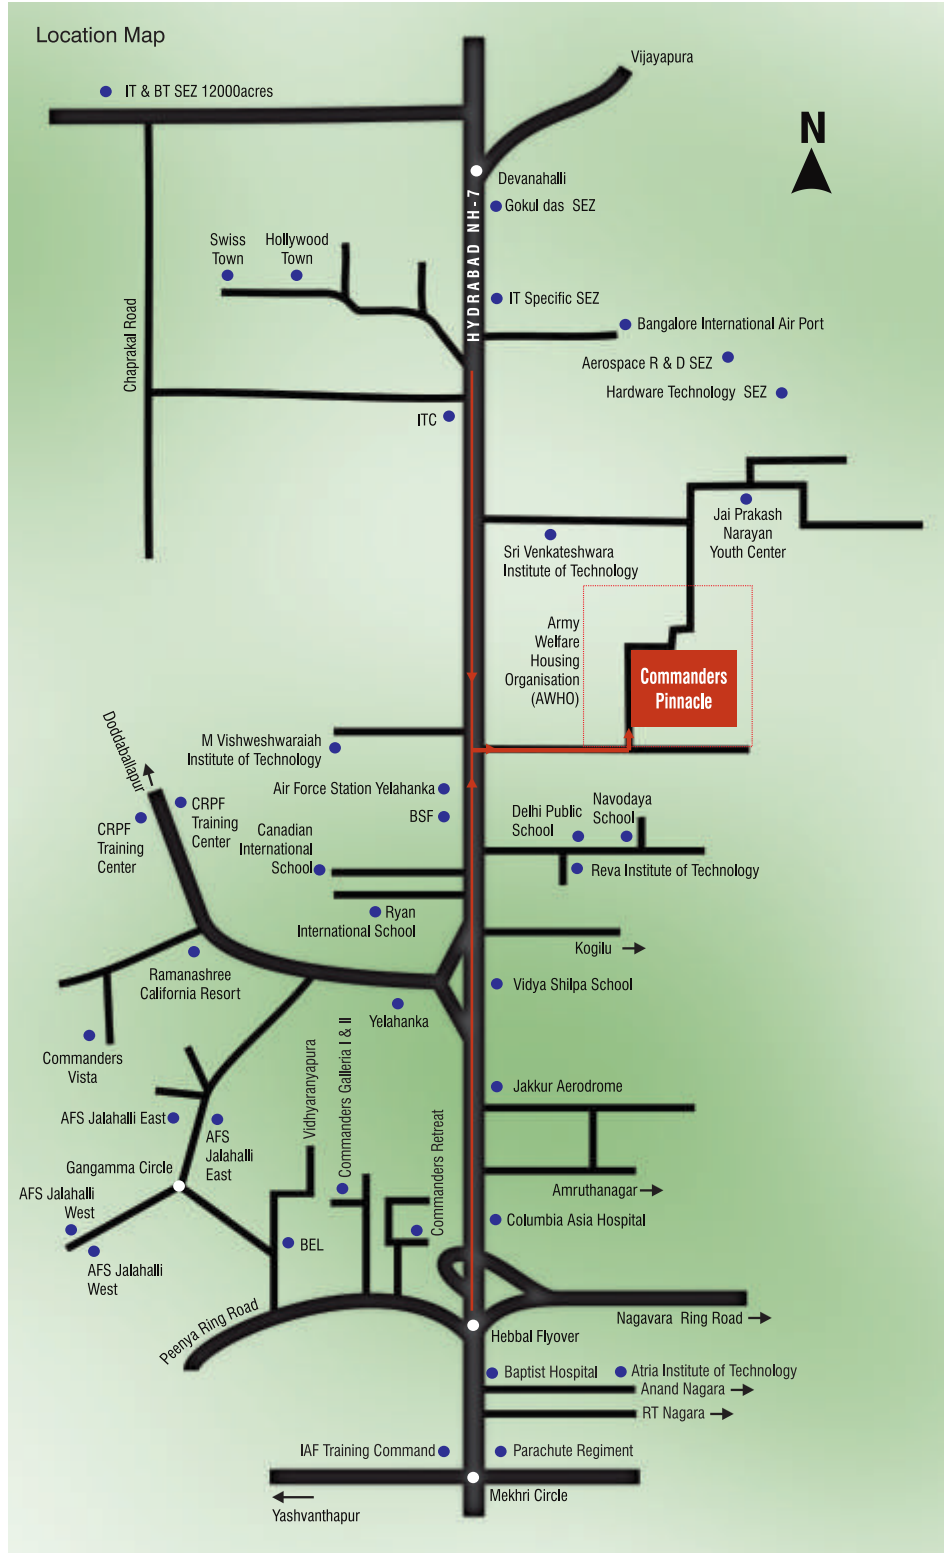 Location Map
Vijayapura
IT & BT SEZ 12000acres
N
Devanahalli
Gokul das SEZ
HYDRABAD NH-7
Swiss
Town
Hollywood
Town
IT Specific SEZ
Bangalore International Air Port
Aerospace R & D SEZ
Hardware Technology SEZ
Chaprakal Road
ITC
Jai Prakash
Narayan
Youth Center
Sri Venkateshwara
Institute of Technology
Army
Welfare
Housing
Organisation
(AWHO)
Commanders
Pinnacle
Doddaballapur
M Vishweshwaraiah
Institute of Technology
Air Force Station Yelahanka
BSF
CRPF
Training
Center
CRPF
Training
Center
Canadian
International
School
Delhi Public
School
Navodaya
School
Reva Institute of Technology
Ryan
International School
Kogilu
Ramanashree
California Resort
Vidya Shilpa School
Yelahanka
Commanders
Vista
Vidhyaranyapura
Commanders Galleria I & II
Commanders Retreat
Jakkur Aerodrome
AFS Jalahalli East
AFS
Jalahalli
East
Gangamma Circle
AFS Jalahalli
West
AFS Jalahalli
West
Amruthanagar
Columbia Asia Hospital
BEL
Peenya Ring Road
Nagavara Ring Road
Hebbal Flyover
Baptist Hospital
Atria Institute of Technology
Anand Nagara
RT Nagara
IAF Training Command
Parachute Regiment
Mekhri Circle
Yashvanthapur